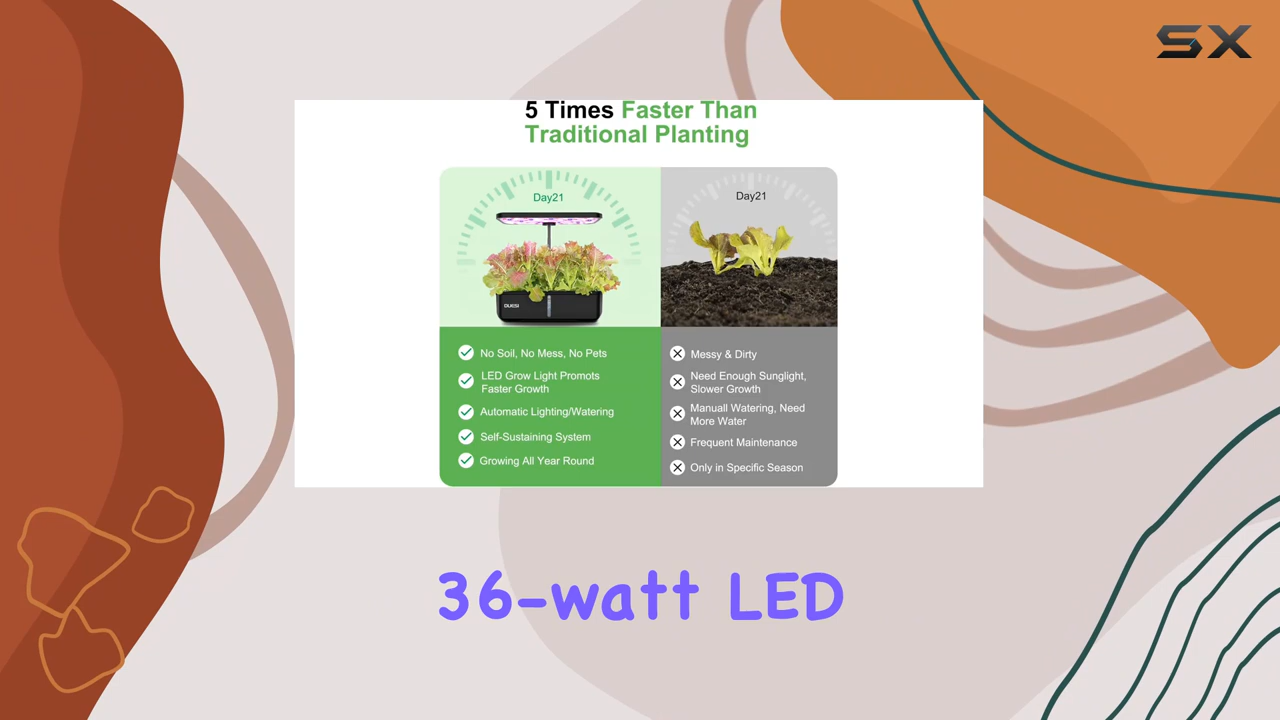 SX
5 Times Faster Than
Traditional Planting
Day21
OUESI
No Soil, No Mess, No Pets
LED Grow Light Promots
Faster Growth
Automatic Lighting/Watering
Self-Sustaining System
Growing All Year Round
Day21
Messy & Dirty
Need Enough Sunglight,
Slower Growth
Manuall Watering, Need
More Water
Frequent Maintenance
Only in Specific Season
36-watt LED